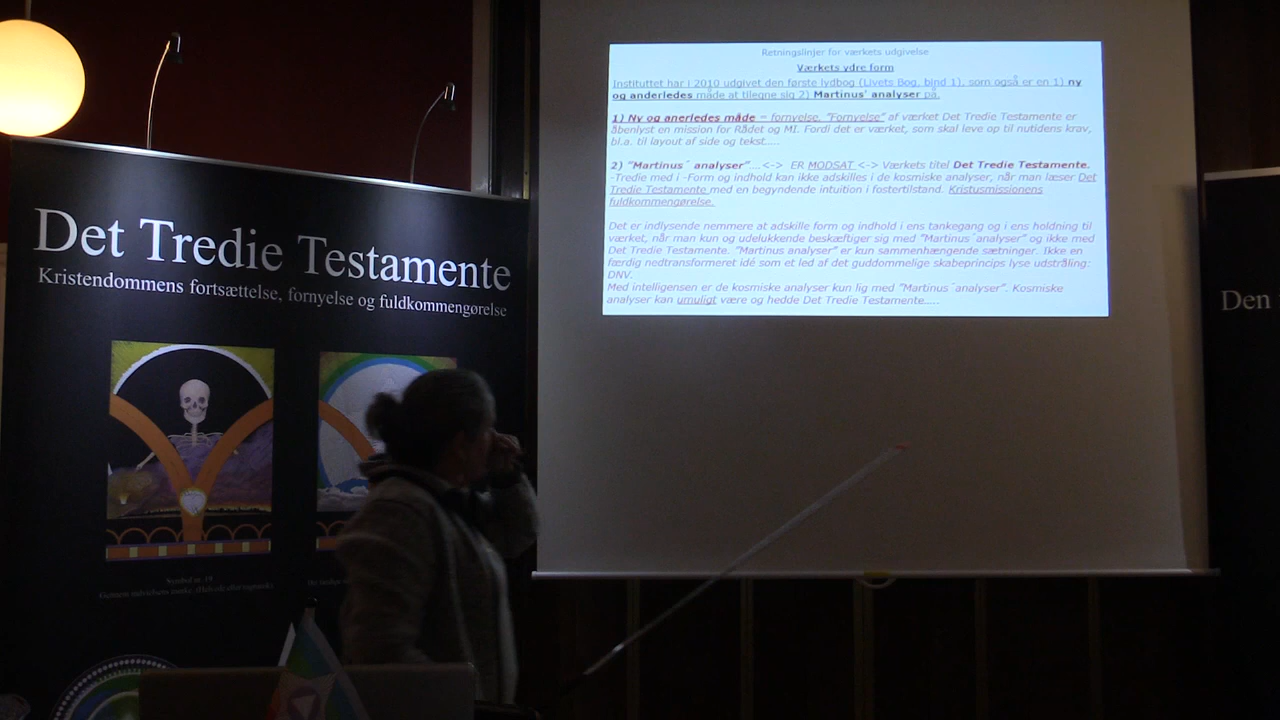 Det Tredie Testamente
Kristendommens fortsættelse, fornyelse og fuldkommengørelse
Symbol nr. 19
Retningslinjer for værkets udgivelse
Værkets ydre form
Instituttet har i 2010 udgivet den første lydbog (Livets Bog, bind 1), som også er en 1) ny
og anderledes måde at tilegne sig 2) Martinus' analyser på.
1) Ny og anerledes måde = fornyelse. "Fornyelse" af værket Det Tredie Testamente er
åbenlyst en mission for Rådet og MI. Fordi det er værket, som skal leve op til nutidens krav,
bl.a. til layout af side og tekst.....
2) "Martinus´ analyser"...<-> ER MODSAT <-> Værkets titel Det Tredie Testamente.
-Tredie med i -Form og indhold kan ikke adskilles i de kosmiske analyser, når man læser Det
Tredie Testamente med en begyndende intuition i fostertilstand. Kristusmissionens
fuldkommengørelse.
Det er indlysende nemmere at adskille form og indhold i ens tankegang og i ens holdning til
værket, når man kun og udelukkende beskæftiger sig med "Martinus´analyser" og ikke med
Det Tredie Testamente. "Martinus analyser" er kun sammenhængende sætninger. Ikke en
færdig nedtransformeret idé som et led af det guddommelige skabeprincips lyse udstråling:
DNV.
Med intelligensen er de kosmiske analyser kun lig med "Martinus´analyser". Kosmiske
analyser kan umuligt være og hedde Det Tredie Testamente.....
Den